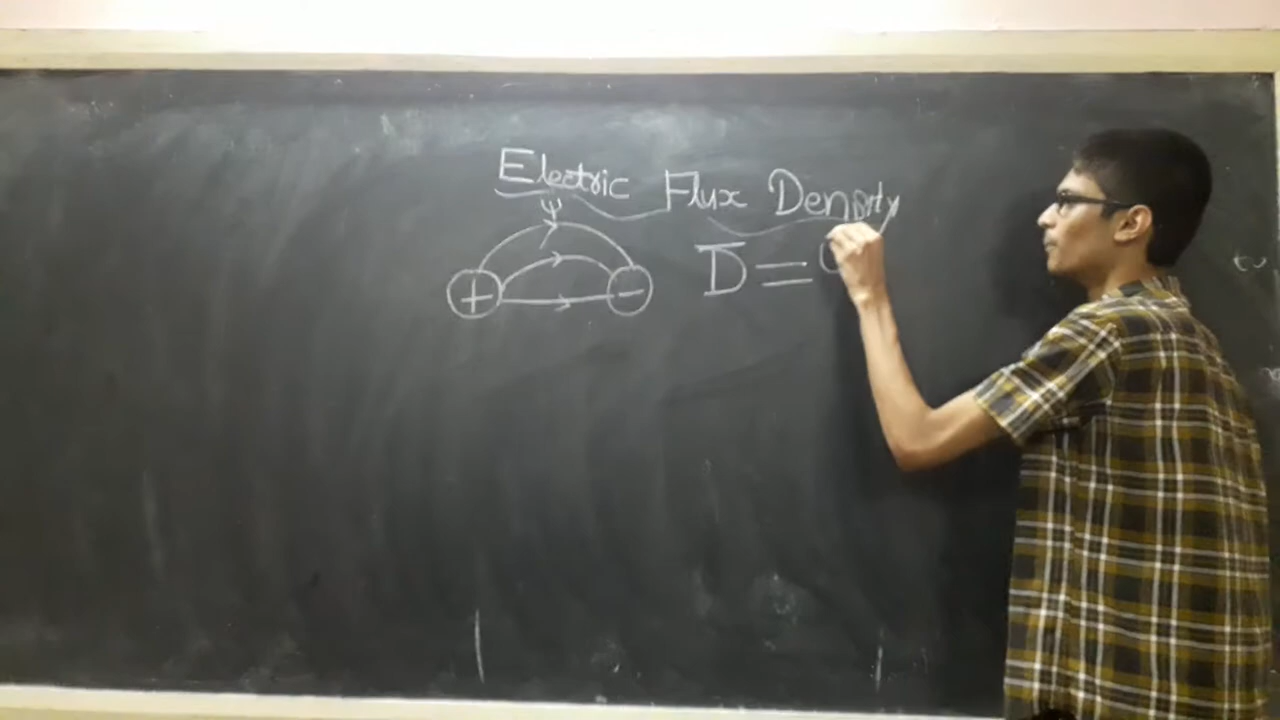 Electric Flux Density
ψ
D̅ =
+ −